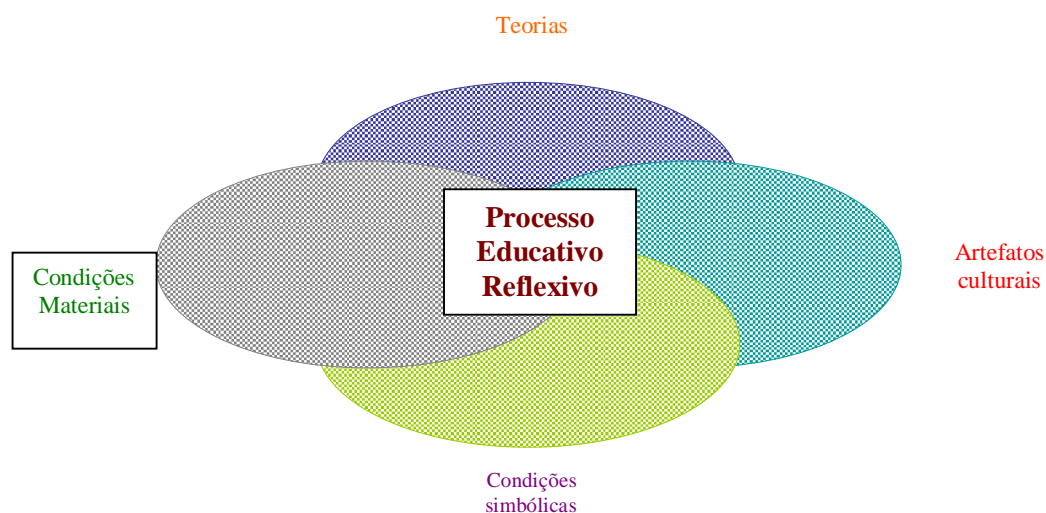 Teorias
Processo
Educativo
Reflexivo
Condições
Materiais
Artefatos
culturais
Condições
simbólicas